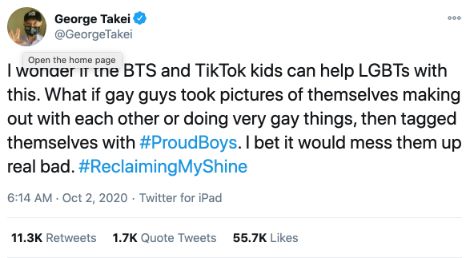 George Takei
@GeorgeTakei
Open the home page
I wonder if the BTS and TikTok kids can help LGBTs with
this. What if gay guys took pictures of themselves making
out with each other or doing very gay things, then tagged
themselves with #ProudBoys. I bet it would mess them up
real bad. #ReclaimingMyShine
6:14 AM · Oct 2, 2020 · Twitter for iPad
11.3K Retweets 1.7K Quote Tweets 55.7K Likes